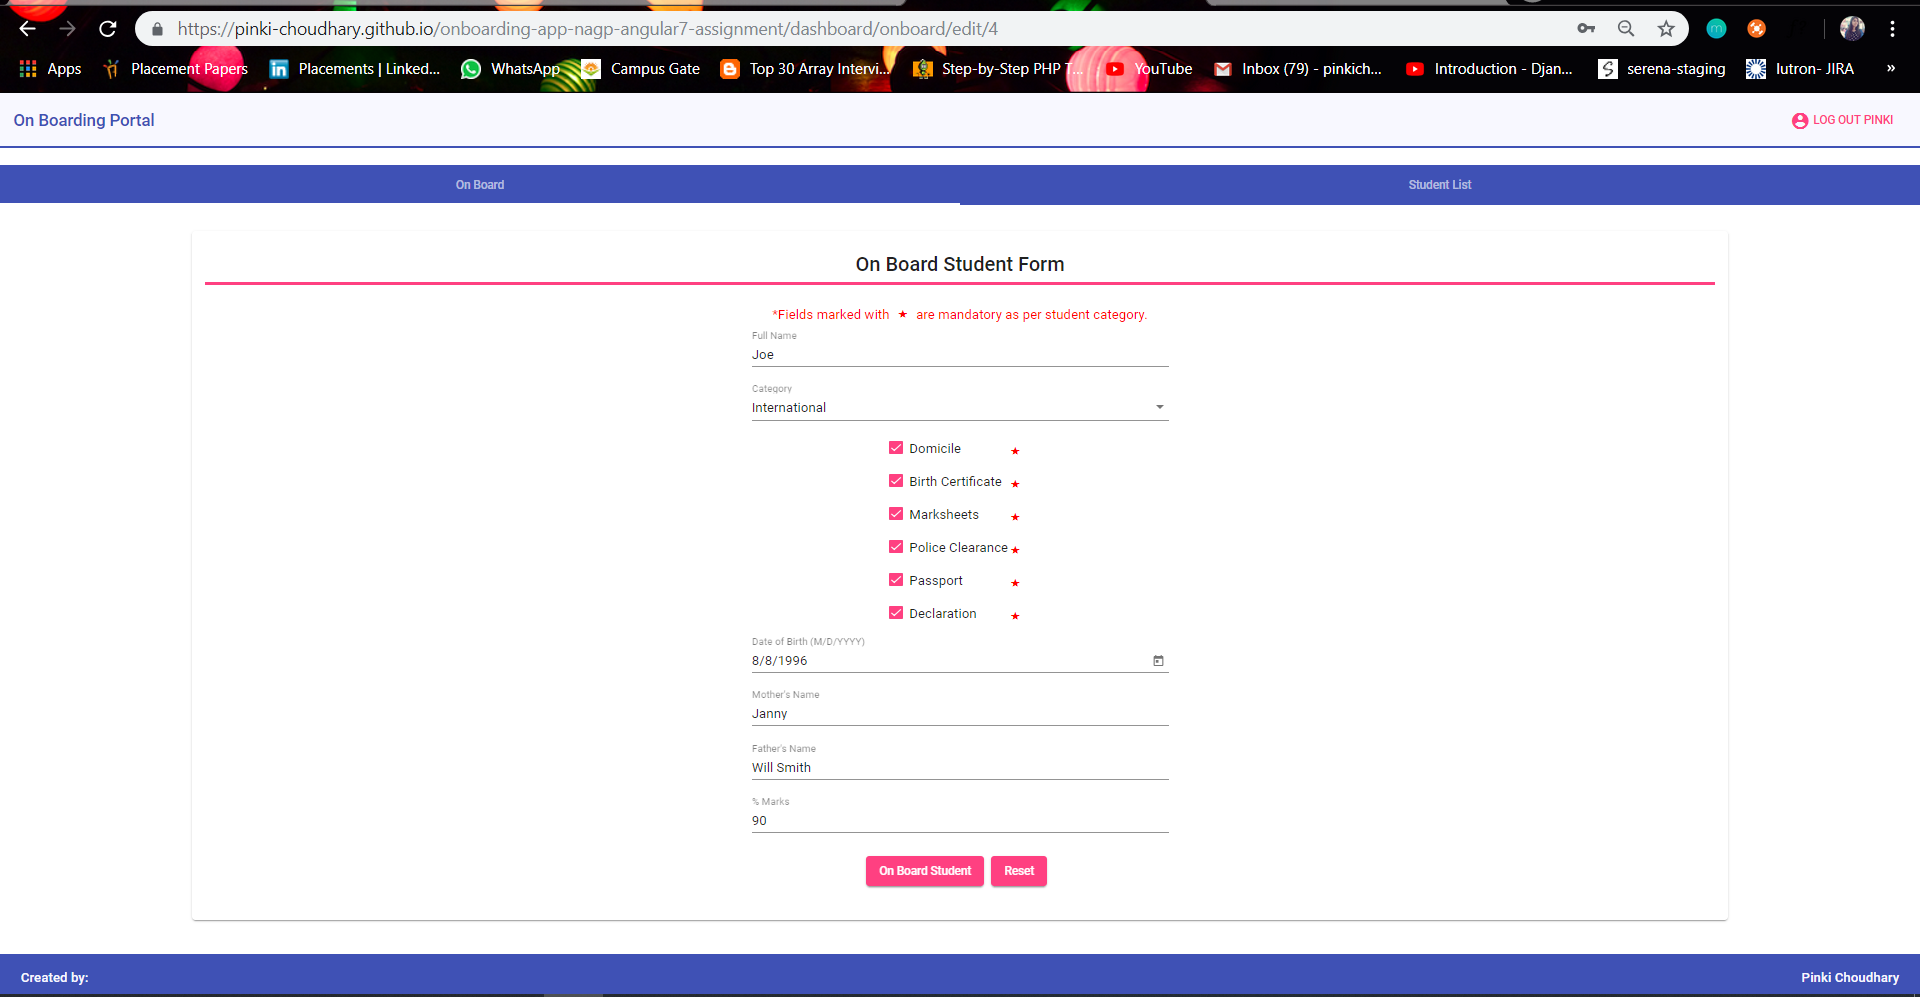 https://pinki-choudhary.github.io/onboarding-app-nagp-angular7-assignment/dashboard/onboard/edit/4
m
Apps Placement Papers Placements | Linked... WhatsApp Campus Gate Top 30 Array Intervi... Step-by-Step PHP T... YouTube Inbox (79) - pinkich... Introduction - Djan... serena-staging lutron- JIRA »
On Boarding Portal LOG OUT PINKI
On Board Student List
On Board Student Form
*Fields marked with ★ are mandatory as per student category.
Full Name
Joe
Category
International
Domicile ★
Birth Certificate ★
Marksheets ★
Police Clearance ★
Passport ★
Declaration ★
Date of Birth (M/D/YYYY)
8/8/1996
Mother's Name
Janny
Father's Name
Will Smith
% Marks
90
On Board Student Reset
Created by: Pinki Choudhary